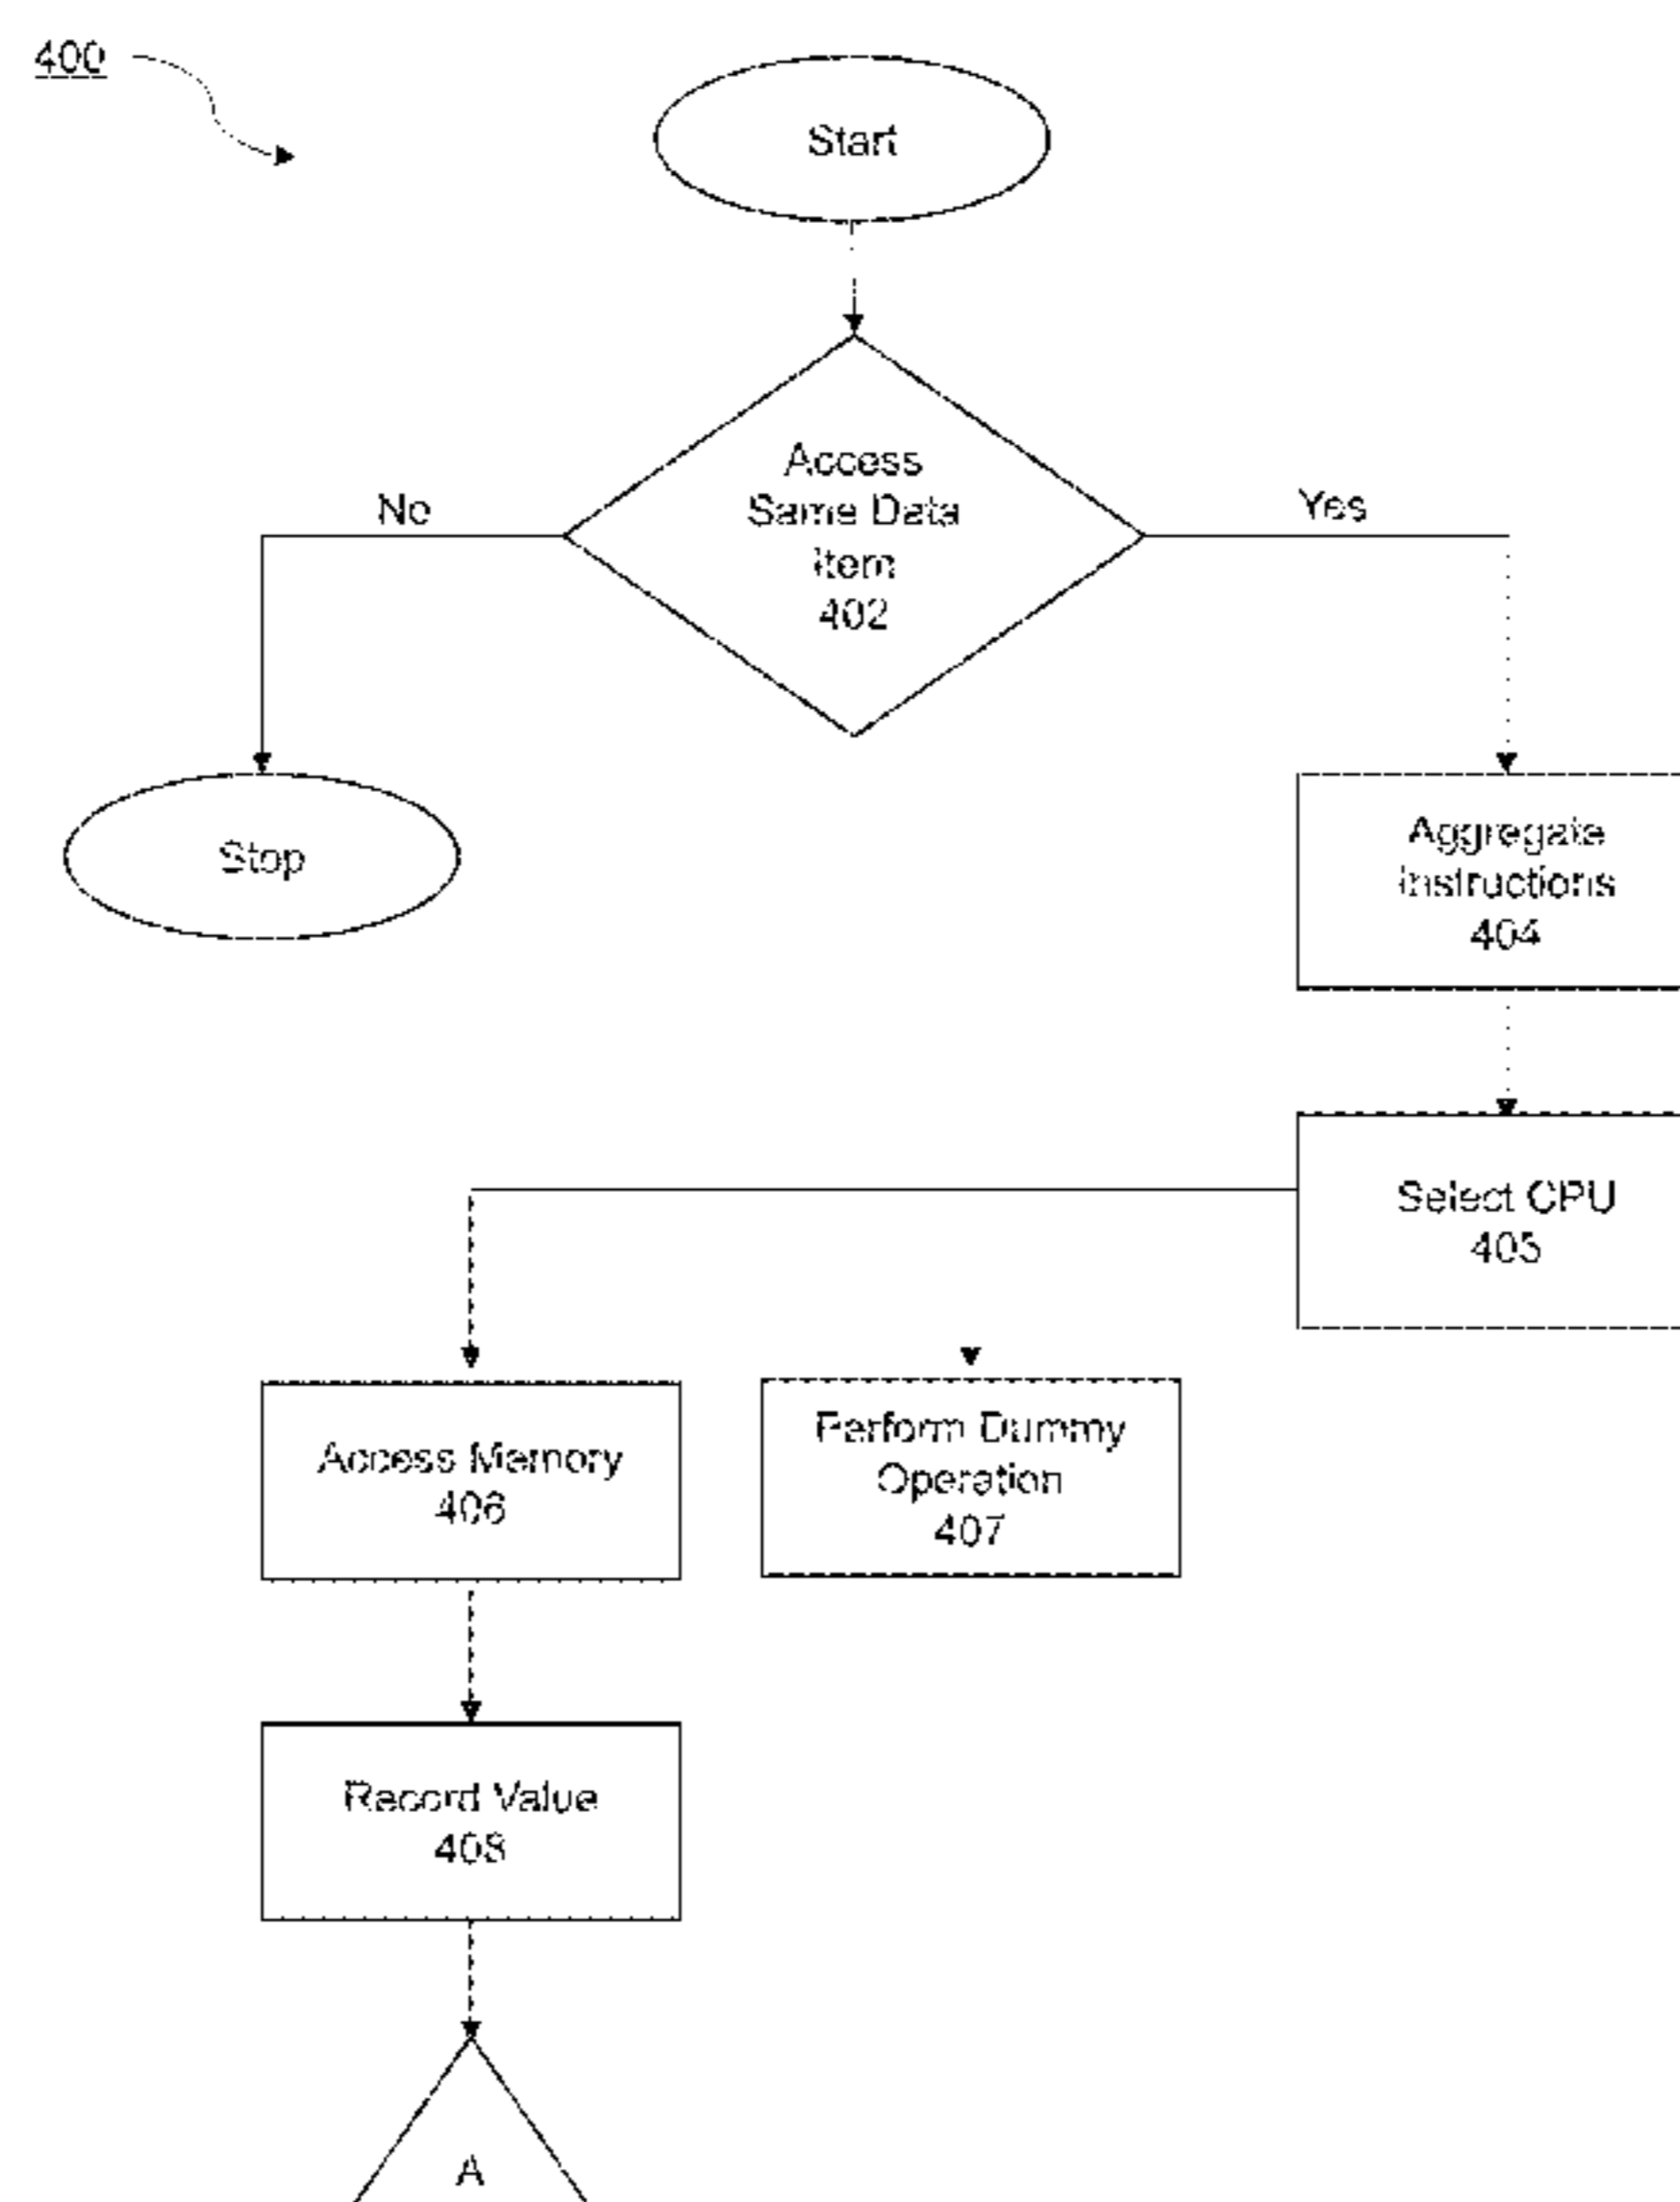 400
Start
Access
Same Data
Item
402
No
Yes
Stop
Aggregate
Instructions
404
Select CPU
405
Access Memory
406
Perform Dummy
Operation
407
Record Value
408
A